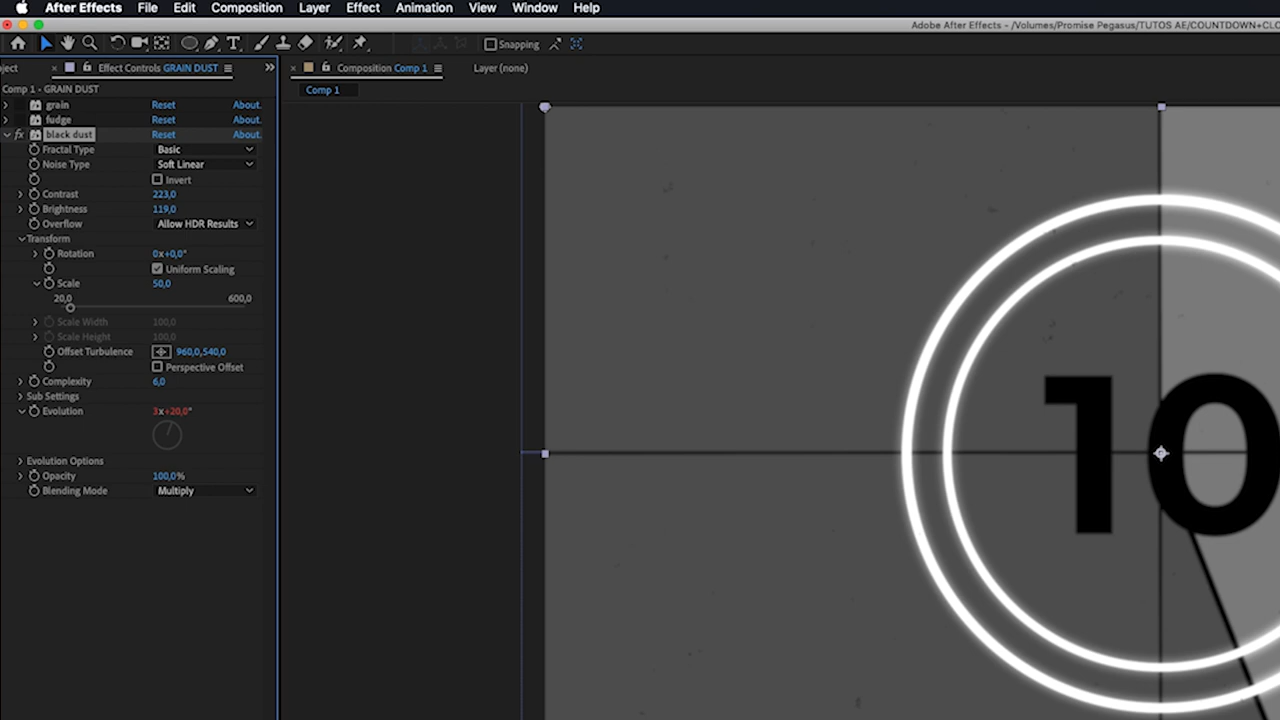 After Effects File Edit Composition Layer Effect Animation View Window Help
Adobe After Effects - /Volumes/Promise Pegasus/TUTOS AE/COUNTDOWN+CLO
Snapping
ject × Effect Controls GRAIN DUST × Composition Comp 1 Layer (none)
Comp 1 - GRAIN DUST
Comp 1
grain Reset About.
fudge Reset About.
fx black dust Reset About.
Fractal Type Basic
Noise Type Soft Linear
Invert
Contrast 223,0
Brightness 119,0
Overflow Allow HDR Results
Transform
Rotation 0x+0,0°
Uniform Scaling
Scale 50,0
20,0 600,0
Scale Width 100,0
Scale Height 100,0
Offset Turbulence 960,0,540,0
Perspective Offset
Complexity 6,0
Sub Settings
Evolution 3x+20,0°
Evolution Options
Opacity 100,0%
Blending Mode Multiply
10